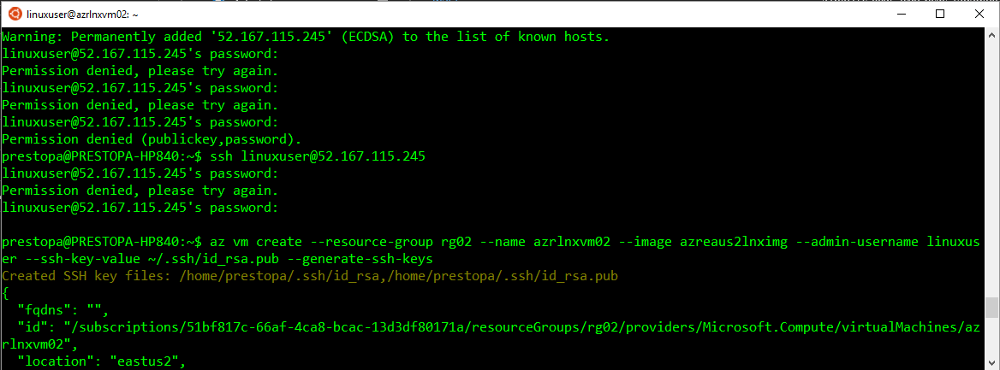 linuxuser@azrlnxvm02: ~
Warning: Permanently added '52.167.115.245' (ECDSA) to the list of known hosts.
linuxuser@52.167.115.245's password:
Permission denied, please try again.
linuxuser@52.167.115.245's password:
Permission denied, please try again.
linuxuser@52.167.115.245's password:
Permission denied (publickey,password).
prestopa@PRESTOPA-HP840:~$ ssh linuxuser@52.167.115.245
linuxuser@52.167.115.245's password:
Permission denied, please try again.
linuxuser@52.167.115.245's password:
prestopa@PRESTOPA-HP840:~$ az vm create --resource-group rg02 --name azrlnxvm02 --image azreaus2lnximg --admin-username linuxus
er --ssh-key-value ~/.ssh/id_rsa.pub --generate-ssh-keys
Created SSH key files: /home/prestopa/.ssh/id_rsa,/home/prestopa/.ssh/id_rsa.pub
{
"fqdns": "",
"id": "/subscriptions/51bf817c-66af-4ca8-bcac-13d3df80171a/resourceGroups/rg02/providers/Microsoft.Compute/virtualMachines/az
rlnxvm02",
"location": "eastus2",